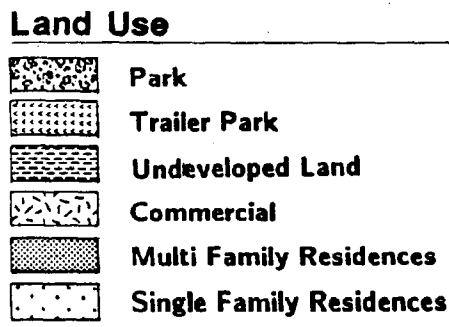 Land Use
Park
Trailer Park
Undeveloped Land
Commercial
Multi Family Residences
Single Family Residences